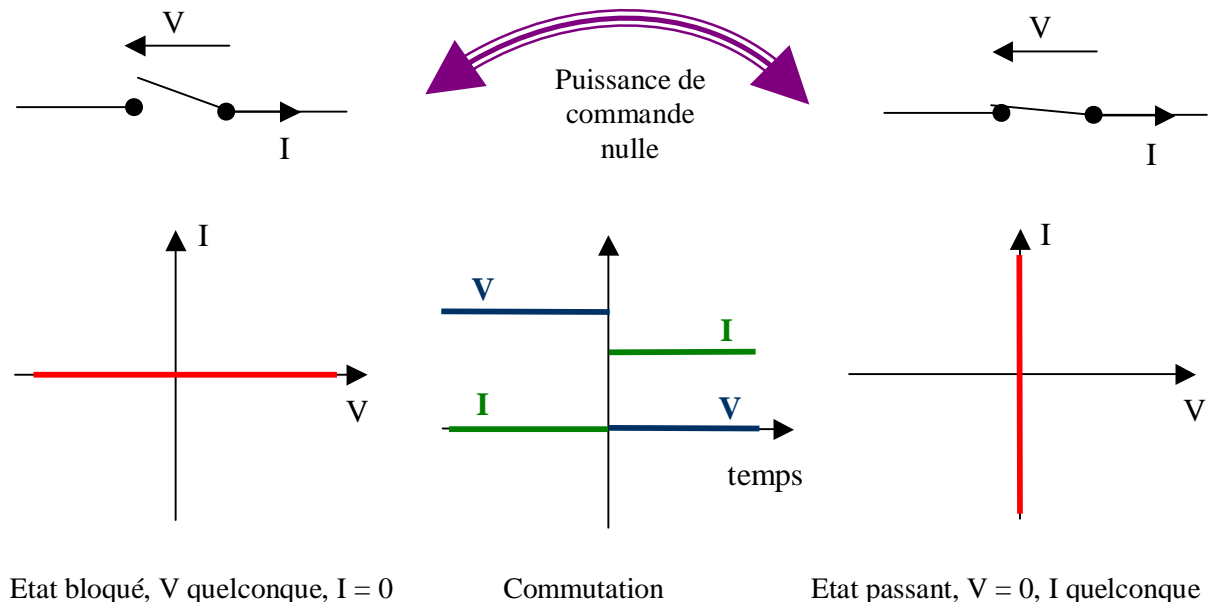 V
V
Puissance de
commande
nulle
I
I
I
I
V
I
I
V
V
V
temps
Etat bloqué, V quelconque, I = 0
Commutation
Etat passant, V = 0, I quelconque